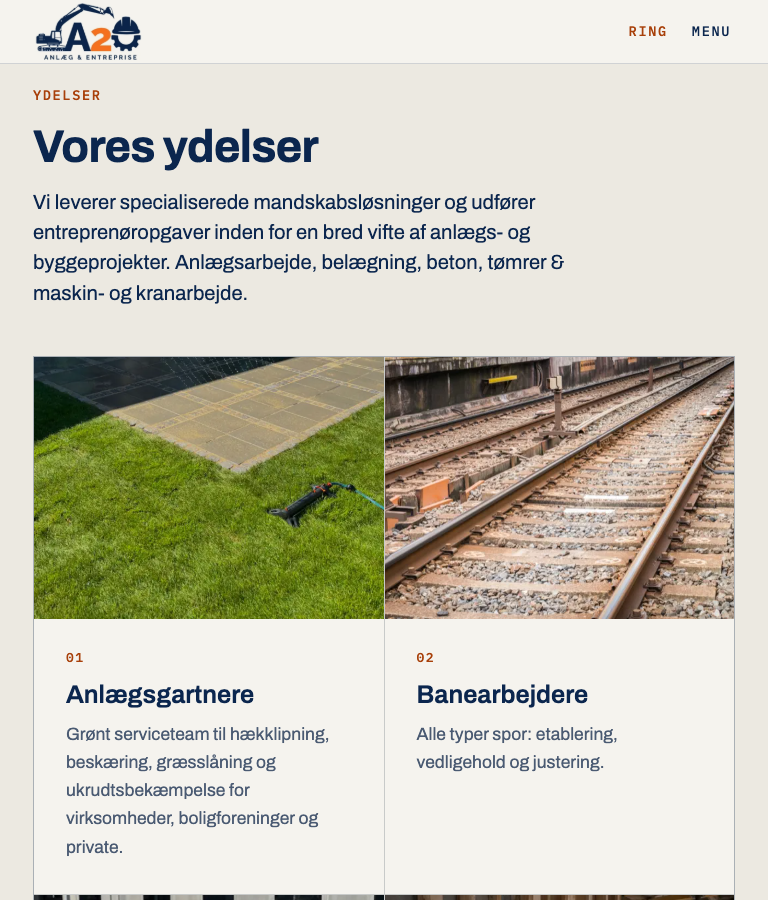 A2
ANLÆG & ENTREPRISE
RING MENU
YDELSER
Vores ydelser
Vi leverer specialiserede mandskabsløsninger og udfører
entreprenøropgaver inden for en bred vifte af anlægs- og
byggeprojekter. Anlægsarbejde, belægning, beton, tømrer &
maskin- og kranarbejde.
01
Anlægsgartnere
Grønt serviceteam til hækklipning,
beskæring, græsslåning og
ukrudtsbekæmpelse for
virksomheder, boligforeninger og
private.
02
Banearbejdere
Alle typer spor: etablering,
vedligehold og justering.